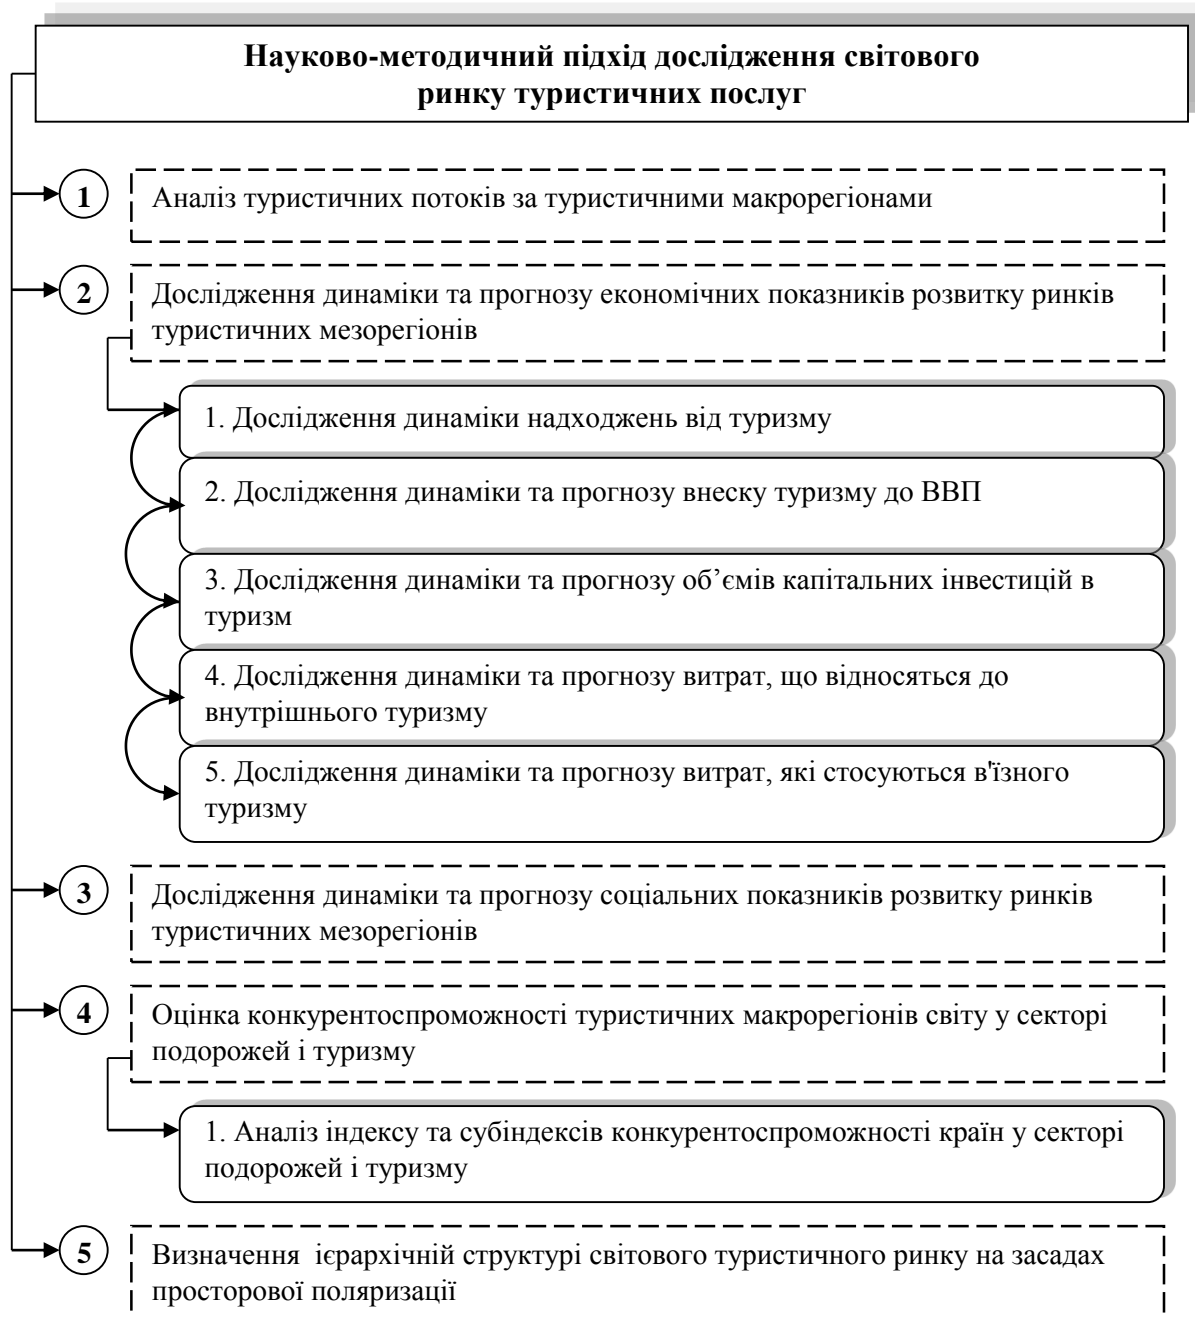 Науково-методичний підхід дослідження світового
ринку туристичних послуг
1
Аналіз туристичних потоків за туристичними макрорегіонами
2
Дослідження динаміки та прогнозу економічних показників розвитку ринків
туристичних мезорегіонів
1. Дослідження динаміки надходжень від туризму
2. Дослідження динаміки та прогнозу внеску туризму до ВВП
3. Дослідження динаміки та прогнозу об’ємів капітальних інвестицій в
туризм
4. Дослідження динаміки та прогнозу витрат, що відносяться до
внутрішнього туризму
5. Дослідження динаміки та прогнозу витрат, які стосуються в'їзного
туризму
3
Дослідження динаміки та прогнозу соціальних показників розвитку ринків
туристичних мезорегіонів
4
Оцінка конкурентоспроможності туристичних макрорегіонів світу у секторі
подорожей і туризму
1. Аналіз індексу та субіндексів конкурентоспроможності країн у секторі
подорожей і туризму
5
Визначення  ієрархічній структурі світового туристичного ринку на засадах
просторової поляризації